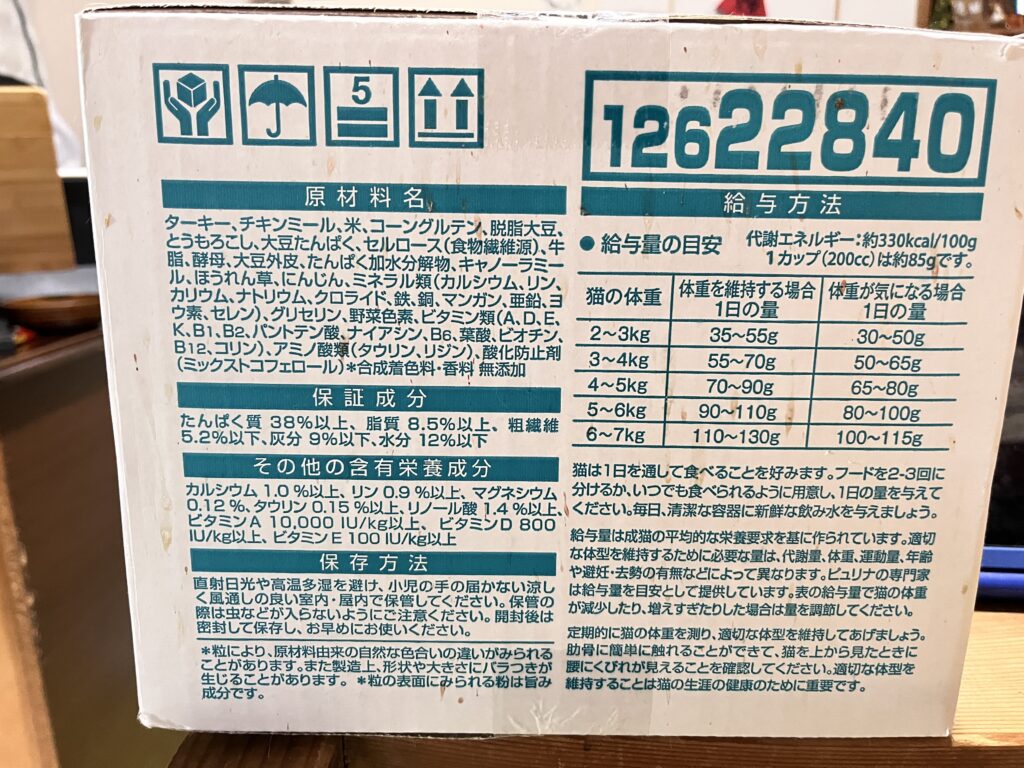 5
12622840
原材料名
ターキー、チキンミール、米、コーングルテン、脱脂大豆、
とうもろこし、大豆たんぱく、セルロース(食物繊維源)、牛
脂、酵母、大豆外皮、たんぱく加水分解物、キャノーラミー
ル、ほうれん草、にんじん、ミネラル類(カルシウム、リン、
カリウム、ナトリウム、クロライド、鉄、銅、マンガン、亜鉛、ヨ
ウ素、セレン)、グリセリン、野菜色素、ビタミン類(A、D、E、
K、B1、B2、パントテン酸、ナイアシン、B6、葉酸、ビオチン、
B12、コリン)、アミノ酸類(タウリン、リジン)、酸化防止剤
(ミックストコフェロール)*合成着色料・香料 無添加
保証成分
たんぱく質 38%以上、脂質 8.5%以上、粗繊維
5.2%以下、灰分 9%以下、水分 12%以下
その他の含有栄養成分
カルシウム 1.0 %以上、リン 0.9 %以上、マグネシウム
0.12 %、タウリン 0.15 %以上、リノール酸 1.4 %以上、
ビタミンA 10,000 IU/kg以上、ビタミンD 800
IU/kg以上、ビタミンE 100 IU/kg以上
保存方法
直射日光や高温多湿を避け、小児の手の届かない涼し
く風通しの良い室内・屋内で保管してください。保管の
際は虫などが入らないようにご注意ください。開封後は
密封して保存し、お早めにお使いください。
*粒により、原材料由来の自然な色合いの違いがみられる
ことがあります。また製造上、形状や大きさにバラつきが
生じることがあります。 *粒の表面にみられる粉は旨み
成分です。
給与方法
● 給与量の目安 代謝エネルギー:約330kcal/100g
1カップ(200cc)は約85gです。
猫の体重 体重を維持する場合 1日の量 体重が気になる場合 1日の量
2〜3kg 35〜55g 30〜50g
3〜4kg 55〜70g 50〜65g
4〜5kg 70〜90g 65〜80g
5〜6kg 90〜110g 80〜100g
6〜7kg 110〜130g 100〜115g
猫は1日を通して食べることを好みます。フードを2-3回に
分けるか、いつでも食べられるように用意し、1日の量を与えて
ください。毎日、清潔な容器に新鮮な飲み水を与えましょう。
給与量は成猫の平均的な栄養要求を基に作られています。適切
な体型を維持するために必要な量は、代謝量、体重、運動量、年齢
や避妊・去勢の有無などによって異なります。ピュリナの専門家
は給与量を目安として提供しています。表の給与量で猫の体重
が減少したり、増えすぎたりした場合は量を調節してください。
定期的に猫の体重を測り、適切な体型を維持してあげましょう。
肋骨に簡単に触れることができて、猫を上から見たときに
腰にくびれが見えることを確認してください。適切な体型を
維持することは猫の生涯の健康のために重要です。